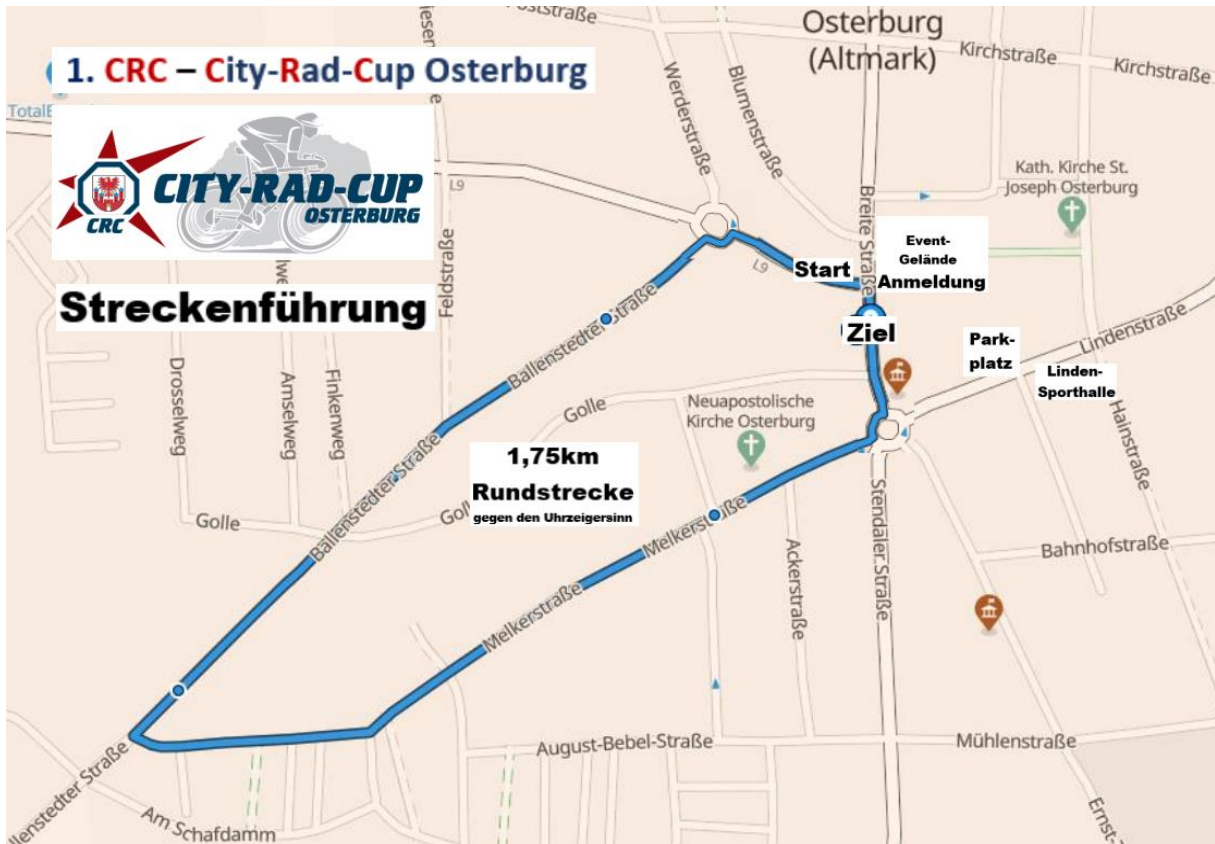 Osterburg
(Altmark)
Kirchstraße
Kirchstraße
1. CRC – City-Rad-Cup Osterburg
CITY-RAD-CUP
OSTERBURG
CRC
Streckenführung
L9
Feldstraße
Werderstraße
Blumenstraße
Breite Straße
Kath. Kirche St.
Joseph Osterburg
L9
Start
Event-
Gelände
Anmeldung
Ziel
Park-
platz
Lindenstraße
Linden-
Sporthalle
Hainstraße
Ballenstedter Straße
Drosselweg
Amselweg
Finkenweg
Golle
Neuapostolische
Kirche Osterburg
Ballenstedter Straße
1,75km
Rundstrecke
gegen den Uhrzeigersinn
Golle
Melkerstraße
Ackerstraße
Stendaler Straße
Bahnhofstraße
Melkerstraße
August-Bebel-Straße
Mühlenstraße
Am Schafdamm